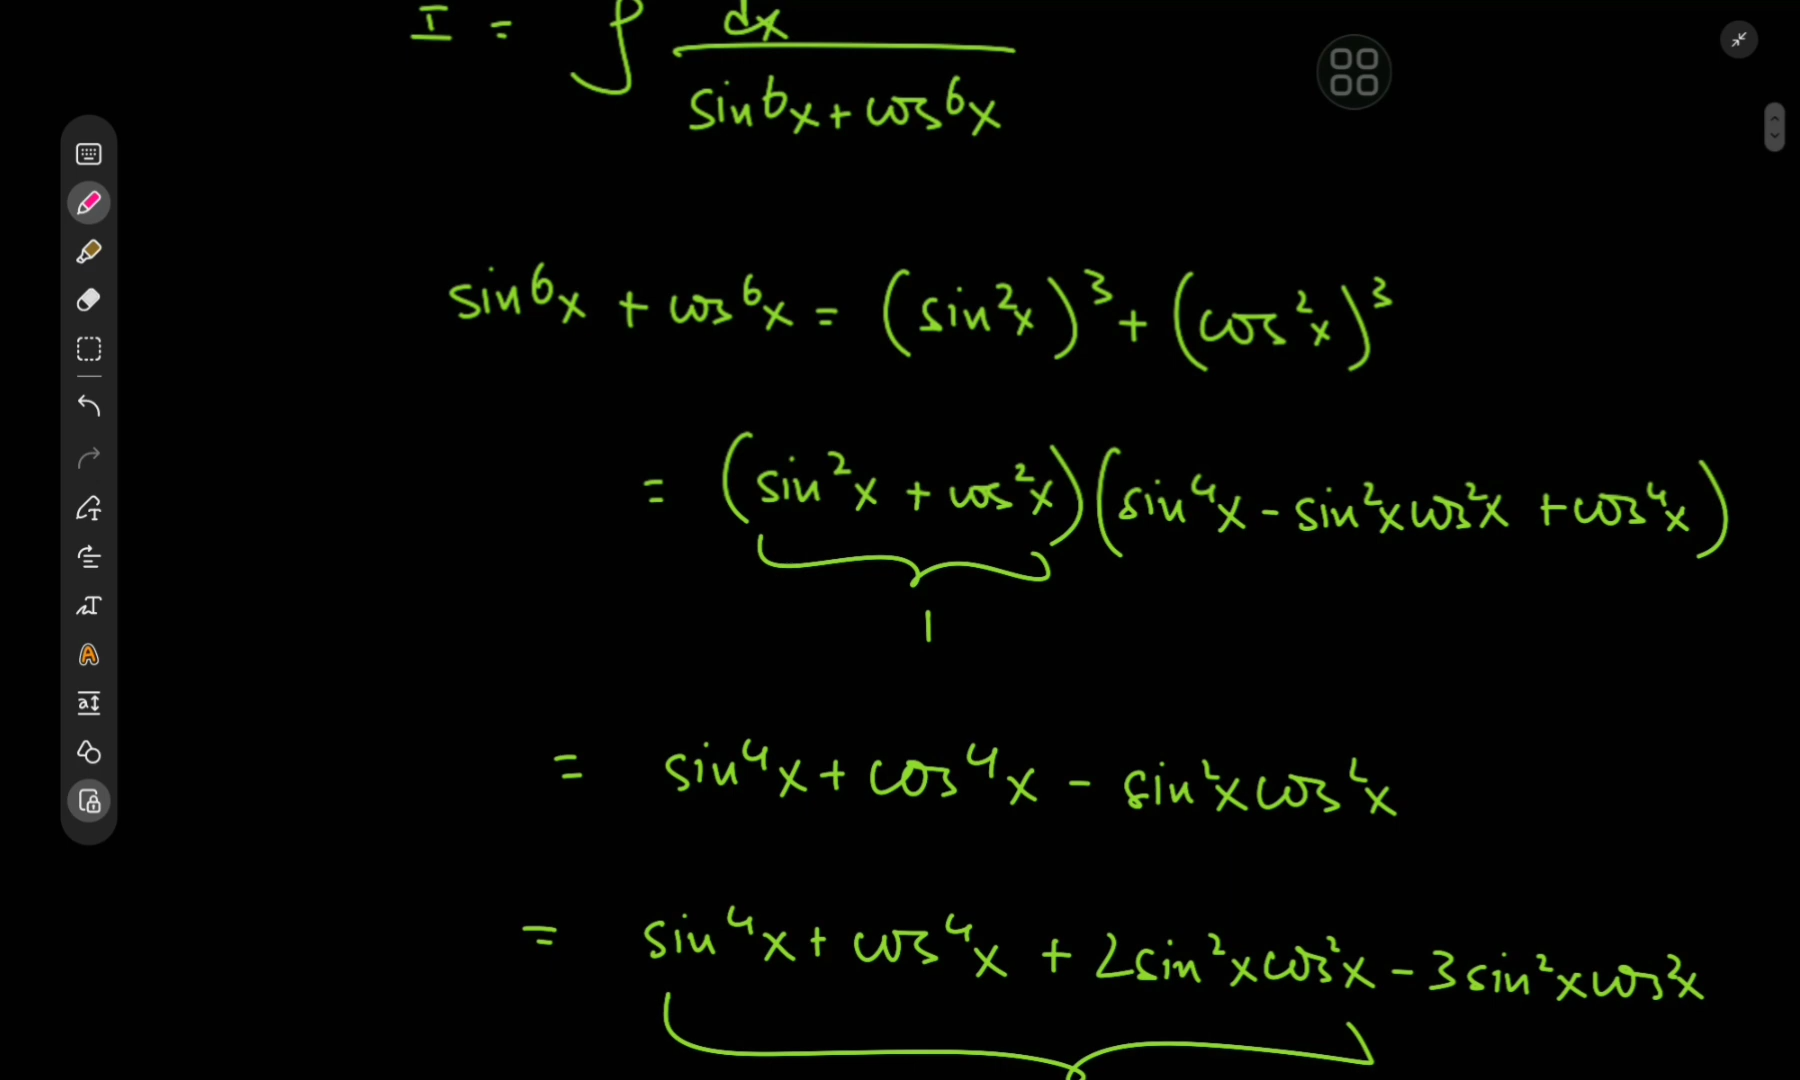 I = ∫ dx / (sin⁶x + cos⁶x)
sin⁶x + cos⁶x = (sin²x)³ + (cos²x)³
= (sin²x + cos²x)(sin⁴x - sin²xcos²x + cos⁴x)
1
= sin⁴x + cos⁴x - sin²xcos²x
= sin⁴x + cos⁴x + 2sin²xcos²x - 3sin²xcos²x